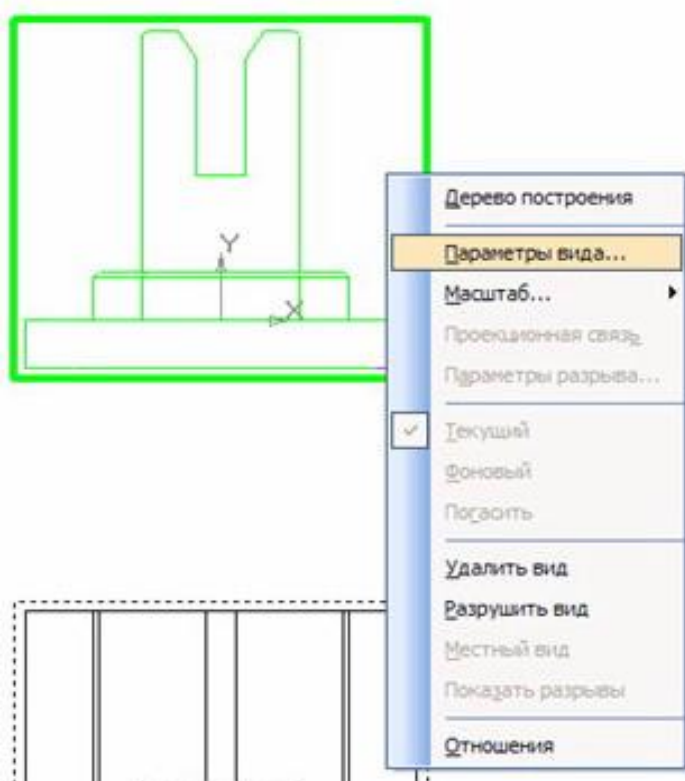 Y
X
Дерево построения
Параметры вида...
Масштаб...
Проекционная связь
Параметры разрыва...
Текущий
Фоновый
Погасить
Удалить вид
Разрушить вид
Местный вид
Показать разрывы
Отношения